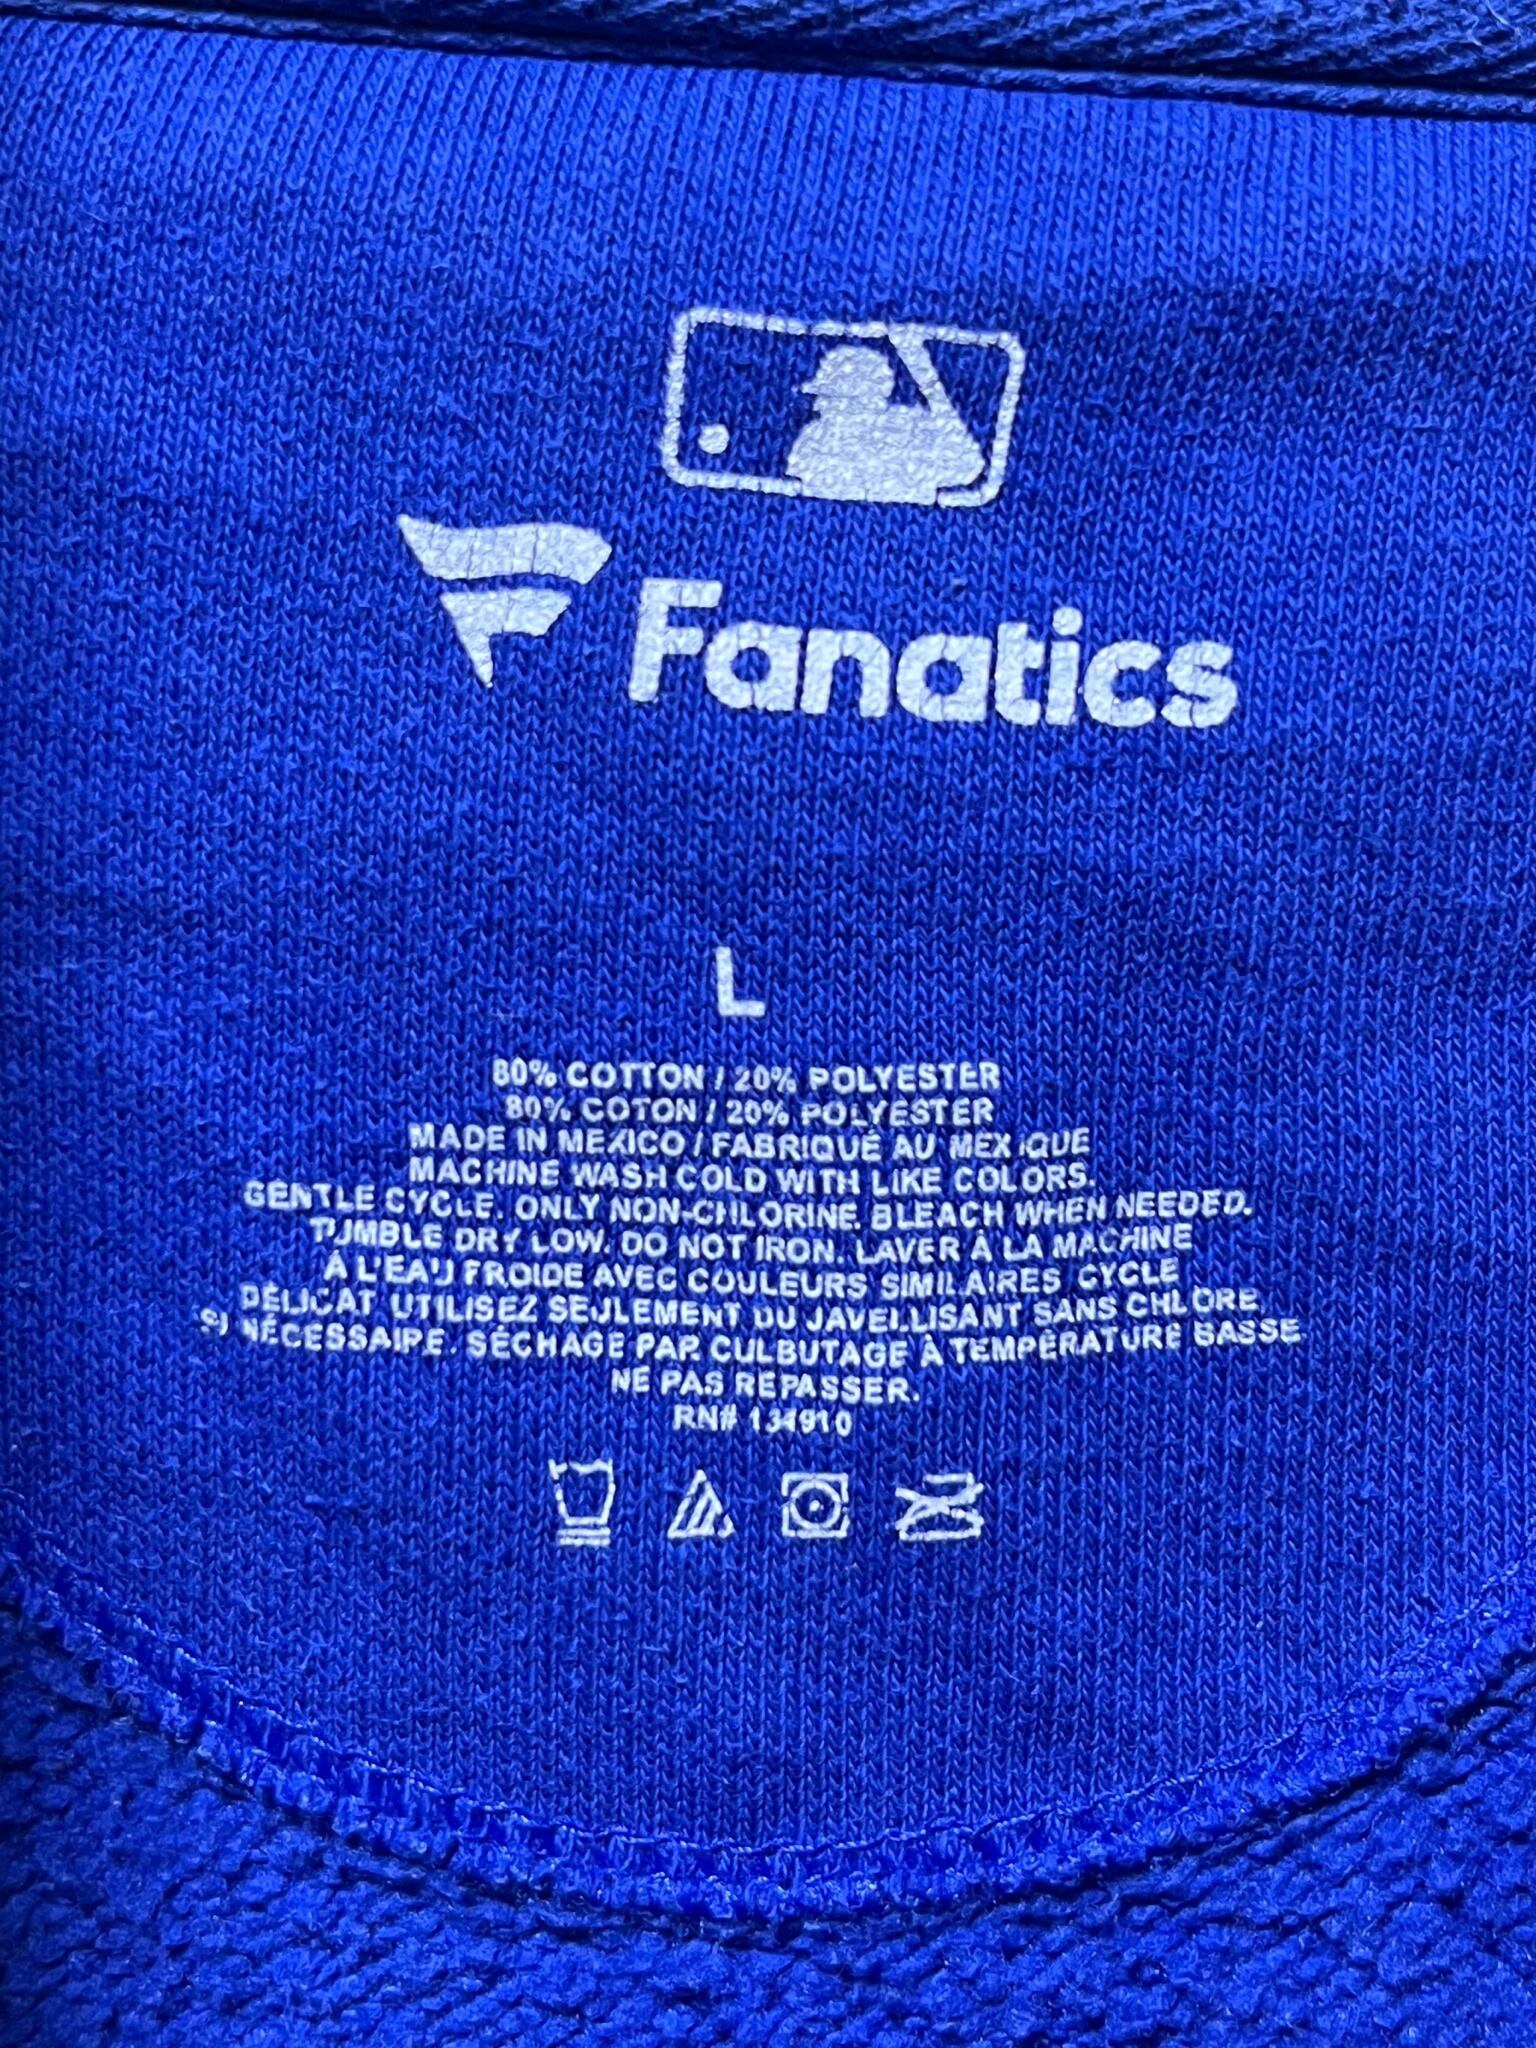 Fanatics
L
80% COTTON / 20% POLYESTER
80% COTON / 20% POLYESTER
MADE IN MEXICO / FABRIQUÉ AU MEXIQUE
MACHINE WASH COLD WITH LIKE COLORS.
GENTLE CYCLE. ONLY NON-CHLORINE. BLEACH WHEN NEEDED.
TUMBLE DRY LOW. DO NOT IRON. LAVER À LA MACHINE
À L'EAU FROIDE AVEC COULEURS SIMILAIRES CYCLE
DÉLICAT UTILISEZ SEULEMENT DU JAVELLISANT SANS CHLORE,
SI NÉCESSAIRE. SÉCHAGE PAR CULBUTAGE À TEMPÉRATURE BASSE
NE PAS REPASSER.
RN# 134910